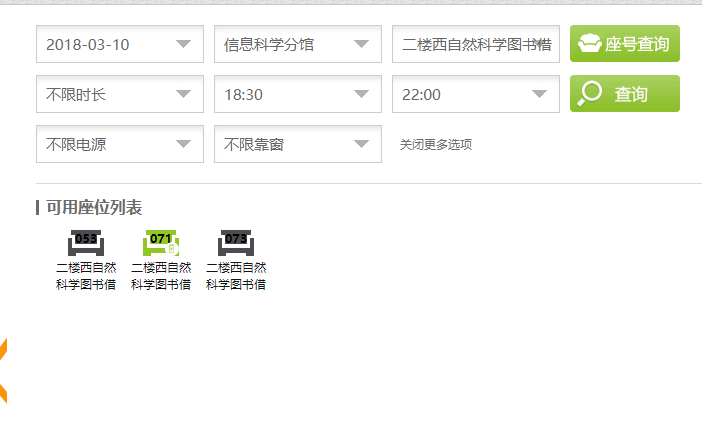 2018-03-10
信息科学分馆
二楼西自然科学图书借
座号查询
不限时长
18:30
22:00
查询
不限电源
不限靠窗
关闭更多选项
可用座位列表
053
071
073
二楼西自然
科学图书借
二楼西自然
科学图书借
二楼西自然
科学图书借